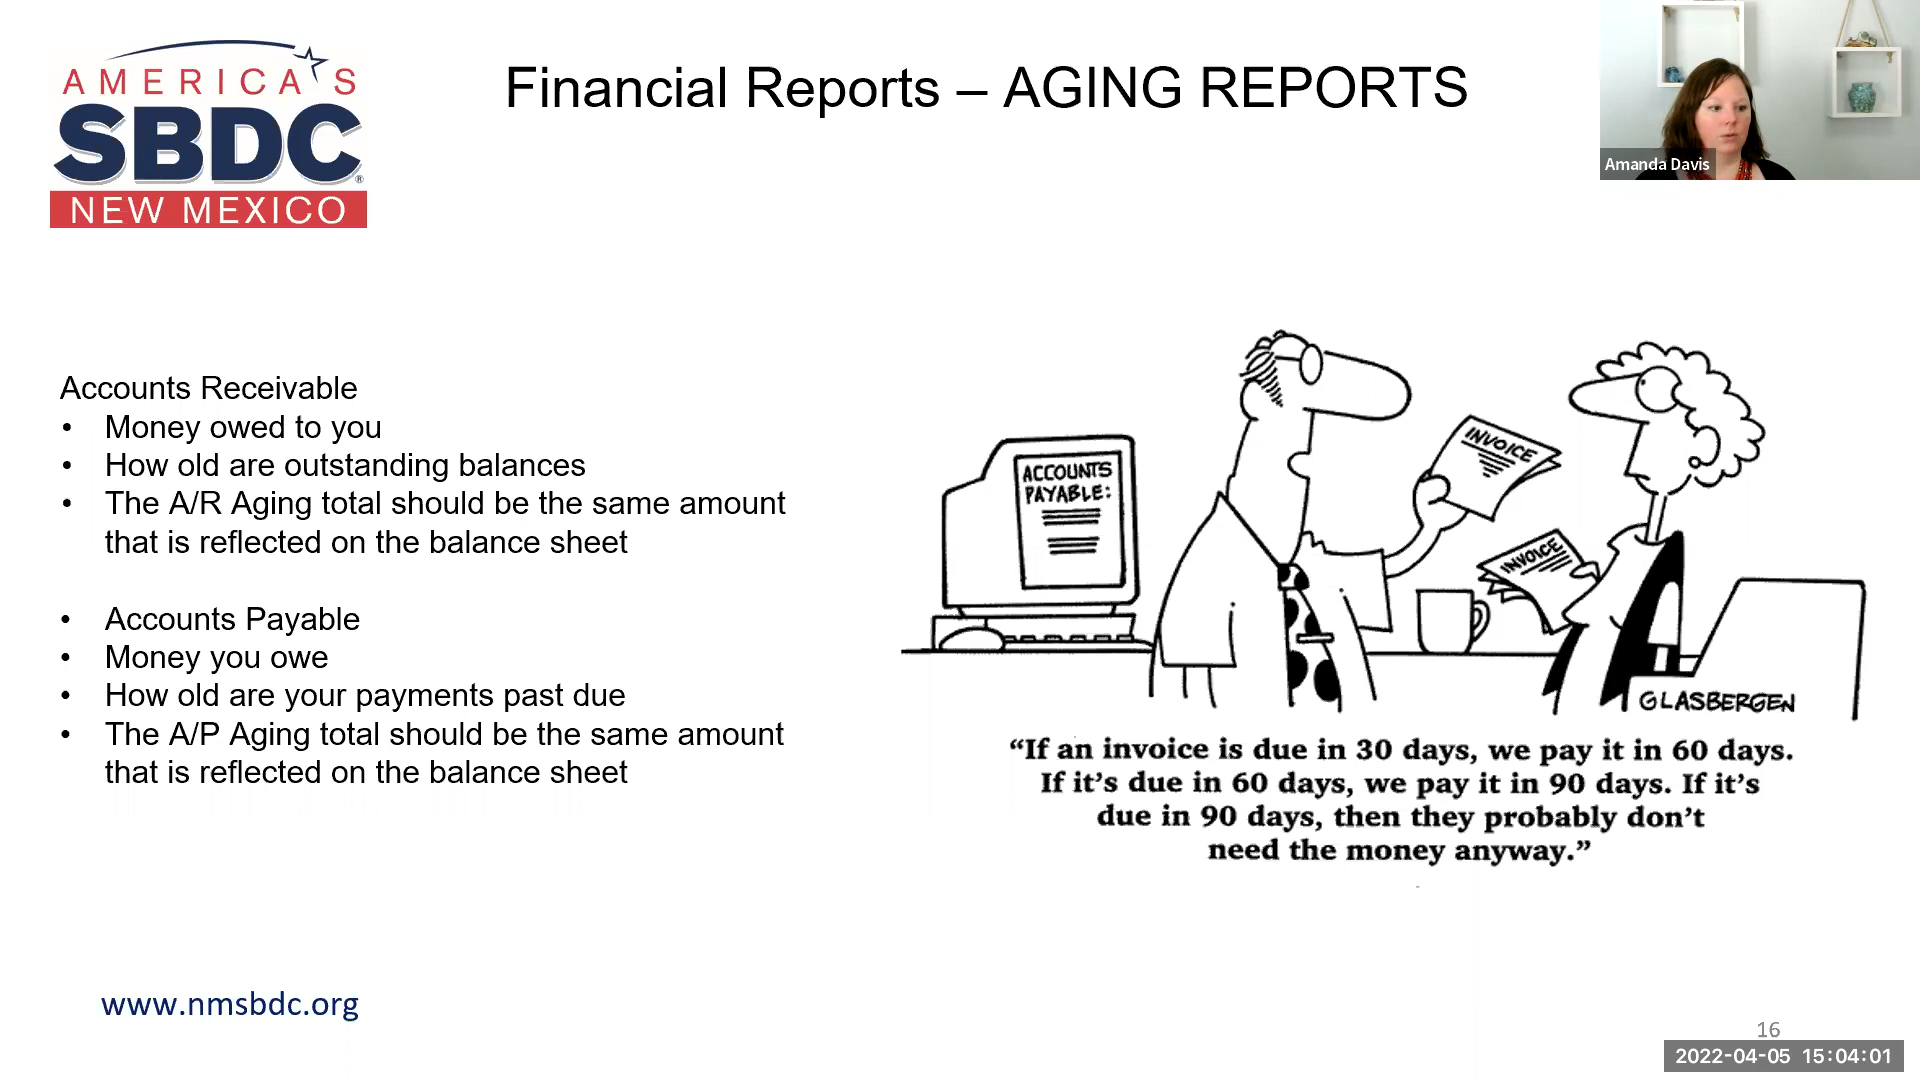 AMERICA'S
SBDC®
NEW MEXICO
Financial Reports – AGING REPORTS
Amanda Davis
Accounts Receivable
• Money owed to you
• How old are outstanding balances
• The A/R Aging total should be the same amount
that is reflected on the balance sheet
• Accounts Payable
• Money you owe
• How old are your payments past due
• The A/P Aging total should be the same amount
that is reflected on the balance sheet
ACCOUNTS
PAYABLE:
INVOICE
INVOICE
GLASBERGEN
“If an invoice is due in 30 days, we pay it in 60 days.
If it’s due in 60 days, we pay it in 90 days. If it’s
due in 90 days, then they probably don’t
need the money anyway.”
www.nmsbdc.org
16
2022-04-05 15:04:01